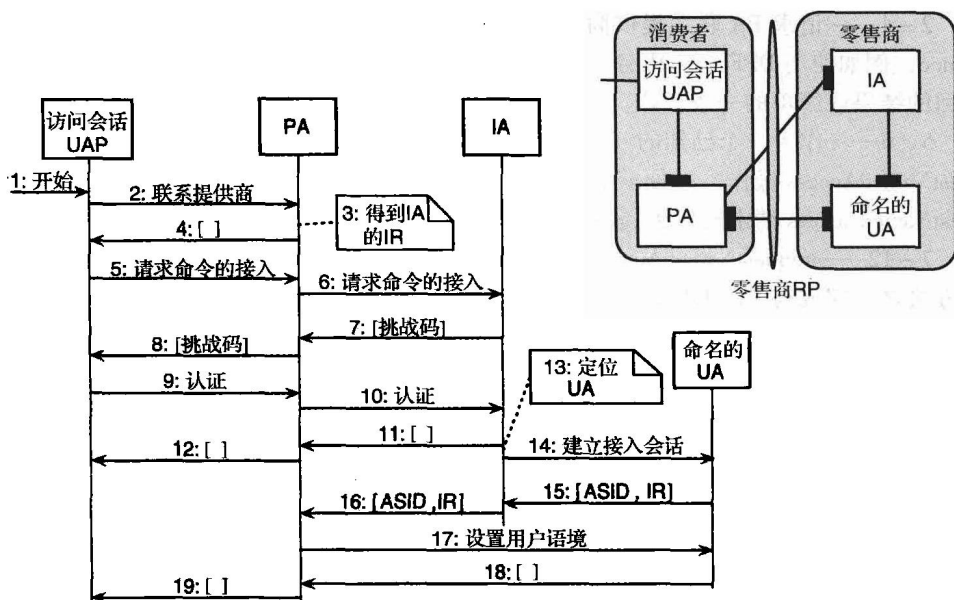 消费者
零售商
访问会话
UAP
IA
PA
命名的
UA
零售商RP
访问会话
UAP
PA
IA
1: 开始
2: 联系提供商
3: 得到IA
的IR
4: [ ]
5: 请求命令的接入
6: 请求命令的接入
7: [挑战码]
8: [挑战码]
命名的
UA
13: 定位
UA
9: 认证
10: 认证
11: [ ]
12: [ ]
14: 建立接入会话
15: [ASID , IR]
16: [ASID ,IR]
17: 设置用户语境
18: [ ]
19: [ ]